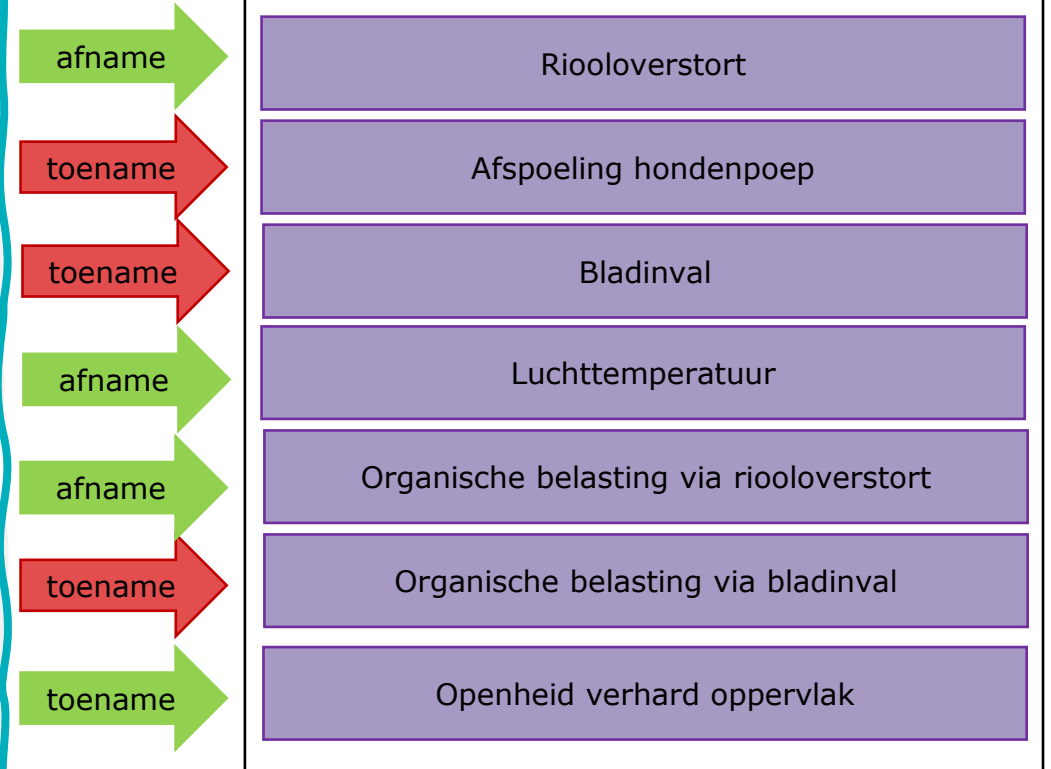 afname
Riooloverstort
toename
Afspoeling hondenpoep
toename
Bladinval
afname
Luchttemperatuur
afname
Organische belasting via riooloverstort
toename
Organische belasting via bladinval
toename
Openheid verhard oppervlak